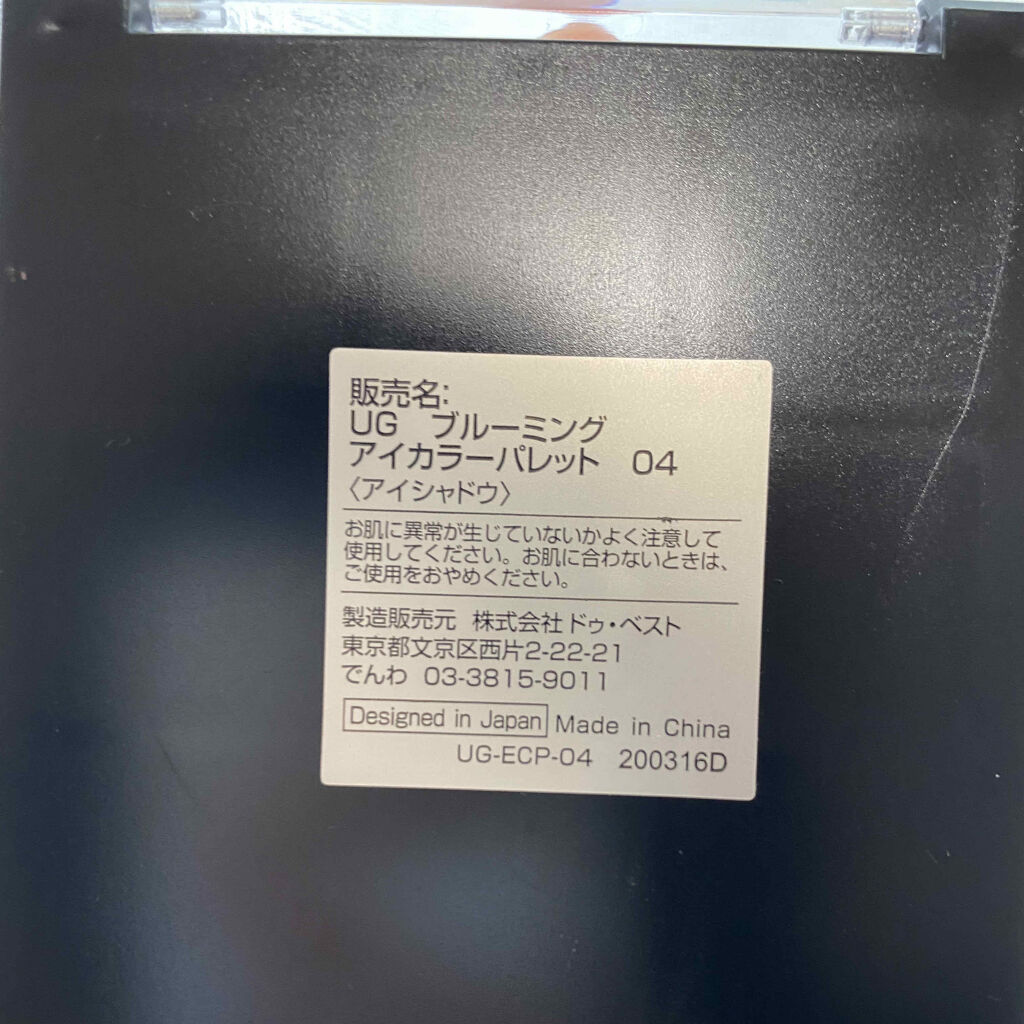 販売名:
UG ブルーミング
アイカラーパレット 04
〈アイシャドウ〉
お肌に異常が生じていないかよく注意して
使用してください。お肌に合わないときは、
ご使用をおやめください。
製造販売元 株式会社ドゥ・ベスト
東京都文京区西片2-22-21
でんわ 03-3815-9011
Designed in Japan Made in China
UG-ECP-04 200316D